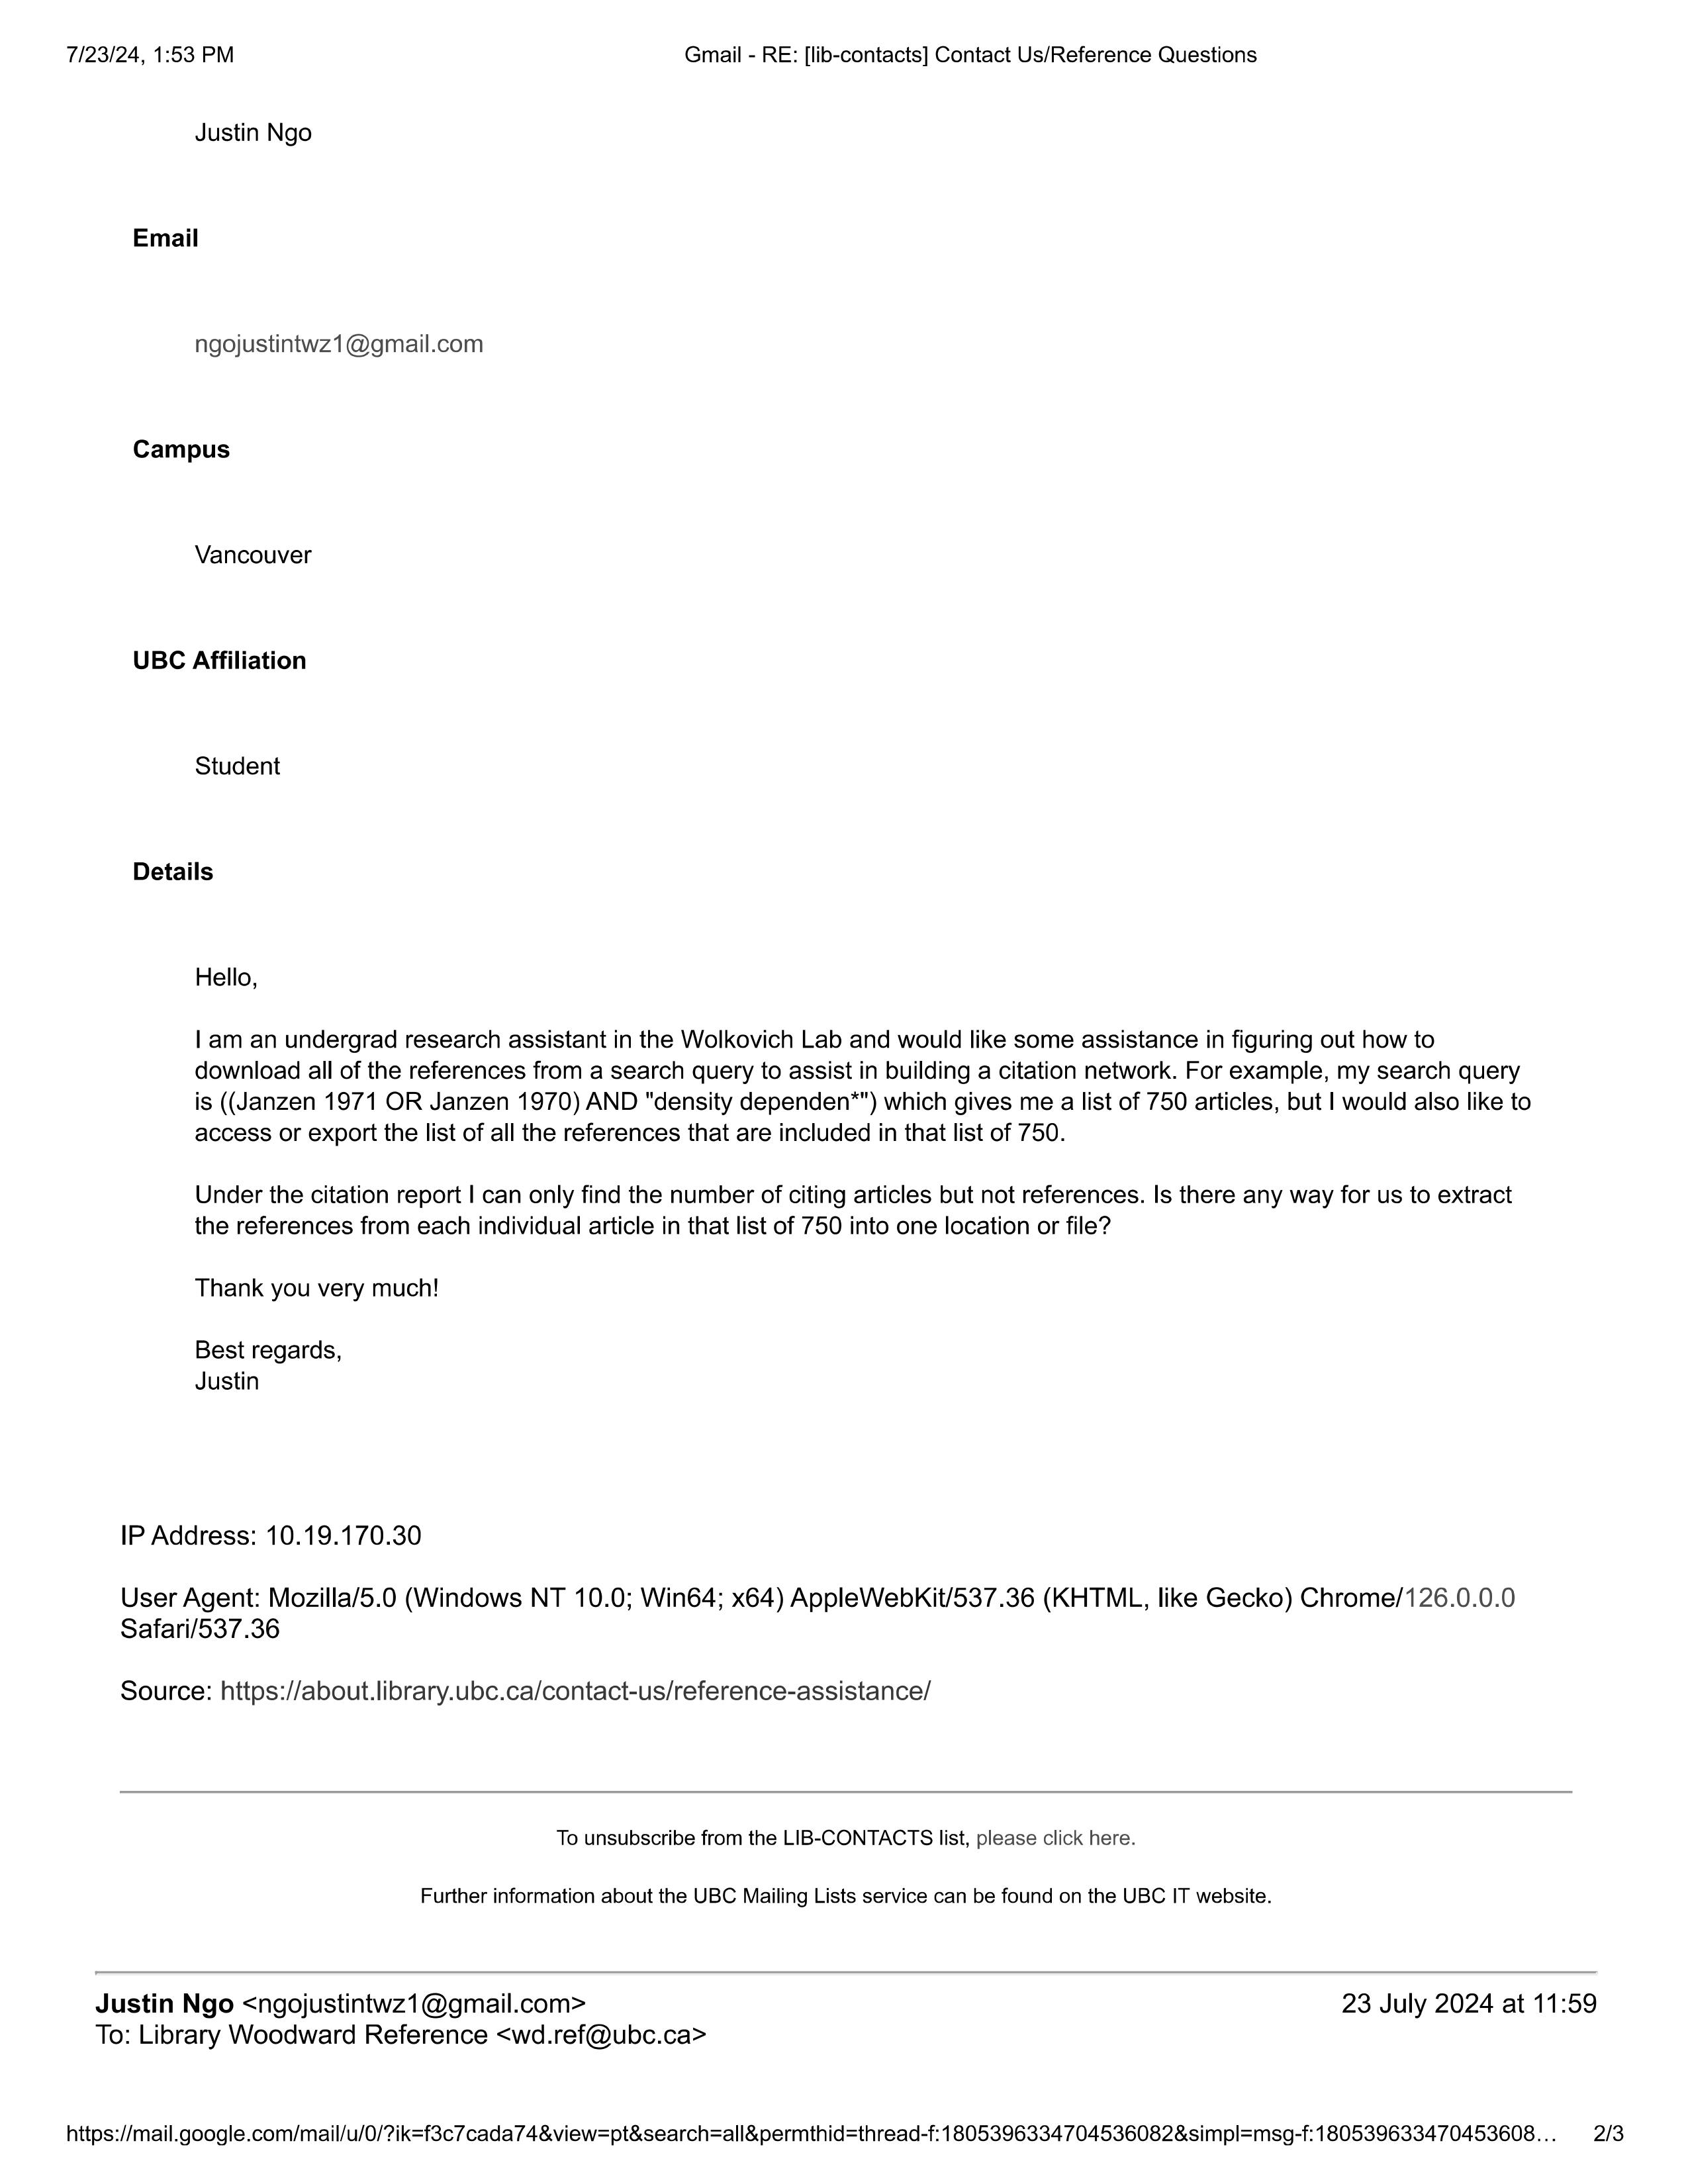 7/23/24, 1:53 PM Gmail - RE: [lib-contacts] Contact Us/Reference Questions
Justin Ngo
Email
ngojustintwz1@gmail.com
Campus
Vancouver
UBC Affiliation
Student
Details
Hello,
I am an undergrad research assistant in the Wolkovich Lab and would like some assistance in figuring out how to
download all of the references from a search query to assist in building a citation network. For example, my search query
is ((Janzen 1971 OR Janzen 1970) AND "density dependen*") which gives me a list of 750 articles, but I would also like to
access or export the list of all the references that are included in that list of 750.
Under the citation report I can only find the number of citing articles but not references. Is there any way for us to extract
the references from each individual article in that list of 750 into one location or file?
Thank you very much!
Best regards,
Justin
IP Address: 10.19.170.30
User Agent: Mozilla/5.0 (Windows NT 10.0; Win64; x64) AppleWebKit/537.36 (KHTML, like Gecko) Chrome/126.0.0.0
Safari/537.36
Source: https://about.library.ubc.ca/contact-us/reference-assistance/
To unsubscribe from the LIB-CONTACTS list, please click here.
Further information about the UBC Mailing Lists service can be found on the UBC IT website.
Justin Ngo <ngojustintwz1@gmail.com> 23 July 2024 at 11:59
To: Library Woodward Reference <wd.ref@ubc.ca>
https://mail.google.com/mail/u/0/?ik=f3c7cada74&view=pt&search=all&permthid=thread-f:1805396334704536082&simpl=msg-f:180539633470453608… 2/3